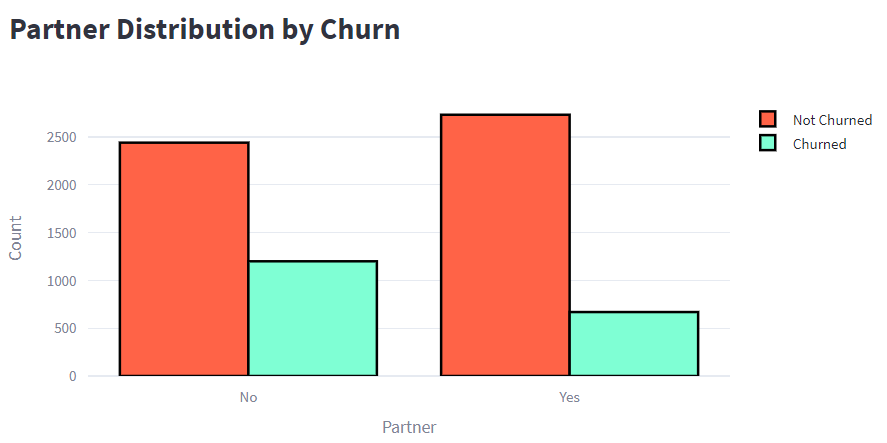 Partner Distribution by Churn
Not Churned
Churned
Count
2500
2000
1500
1000
500
0
No
Yes
Partner